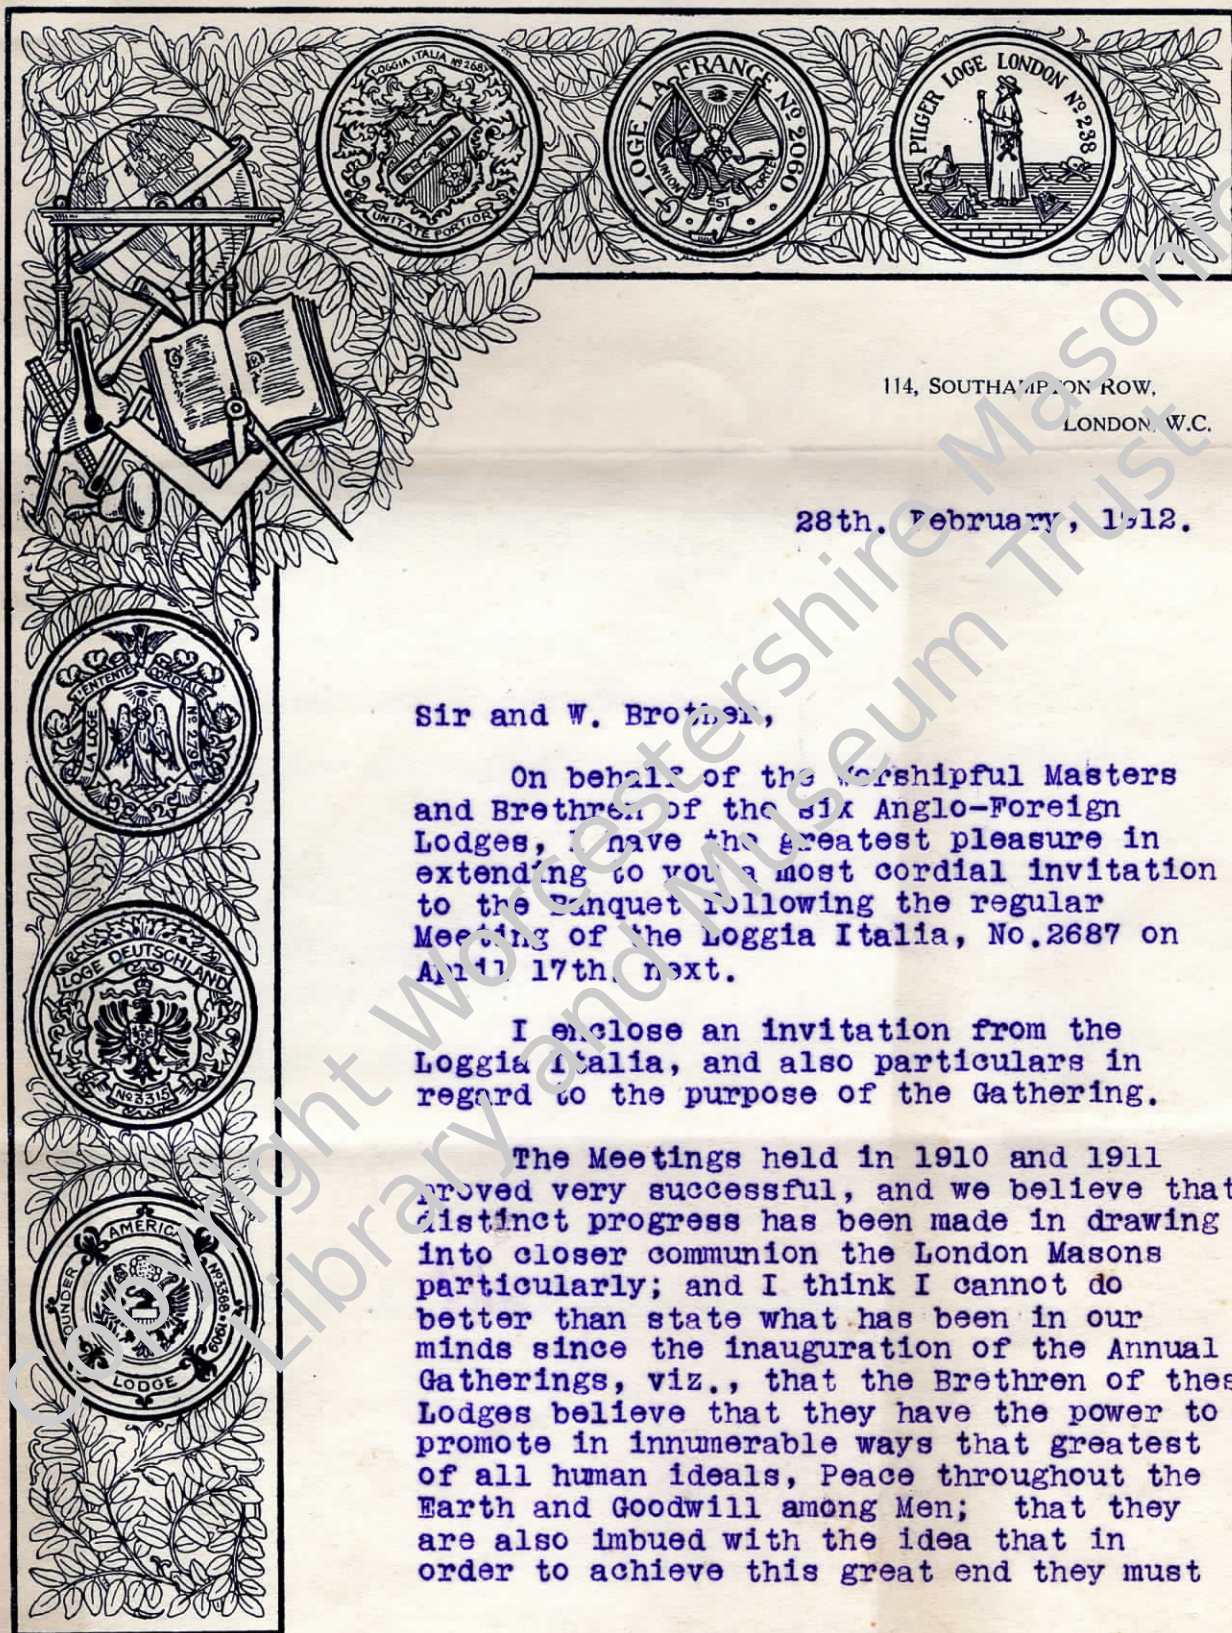 LOGGIA ITALIA Nº 2687
UNITATE FORTIOR
LOGE LA FRANCE Nº 2060
UNION EST FORTE
PILGER LOGE LONDON Nº 238
114, SOUTHAMPTON ROW,
LONDON, W.C.
28th. February, 1912.
LA LOGE L'ENTENTE CORDIALE Nº 2796
LOGE DEUTSCHLAND
Nº3315
AMERICA Nº3368·1909
LODGE
Sir and W. Brother,
On behalf of the Worshipful Masters
and Brethren of the six Anglo-Foreign
Lodges, I have the greatest pleasure in
extending to you a most cordial invitation
to the Banquet following the regular
Meeting of the Loggia Italia, No.2687 on
April 17th. next.
I enclose an invitation from the
Loggia Italia, and also particulars in
regard to the purpose of the Gathering.
The Meetings held in 1910 and 1911
proved very successful, and we believe that
distinct progress has been made in drawing
into closer communion the London Masons
particularly; and I think I cannot do
better than state what has been in our
minds since the inauguration of the Annual
Gatherings, viz., that the Brethren of thes
Lodges believe that they have the power to
promote in innumerable ways that greatest
of all human ideals, Peace throughout the
Earth and Goodwill among Men; that they
are also imbued with the idea that in
order to achieve this great end they must
Copyright Worcestershire Masonic
Library and Museum Trust